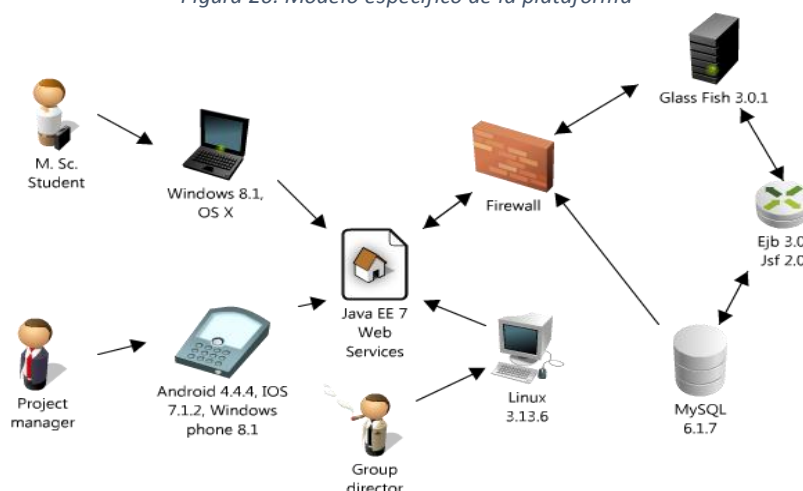 Figura 20. Modelo específico de la plataforma
Glass Fish 3.0.1
M. Sc.
Student
Windows 8.1,
OS X
Firewall
Ejb 3.0
Jsf 2.0
Java EE 7
Web
Services
Project
manager
Android 4.4.4, IOS
7.1.2, Windows
phone 8.1
Linux
3.13.6
MySQL
6.1.7
Group
director